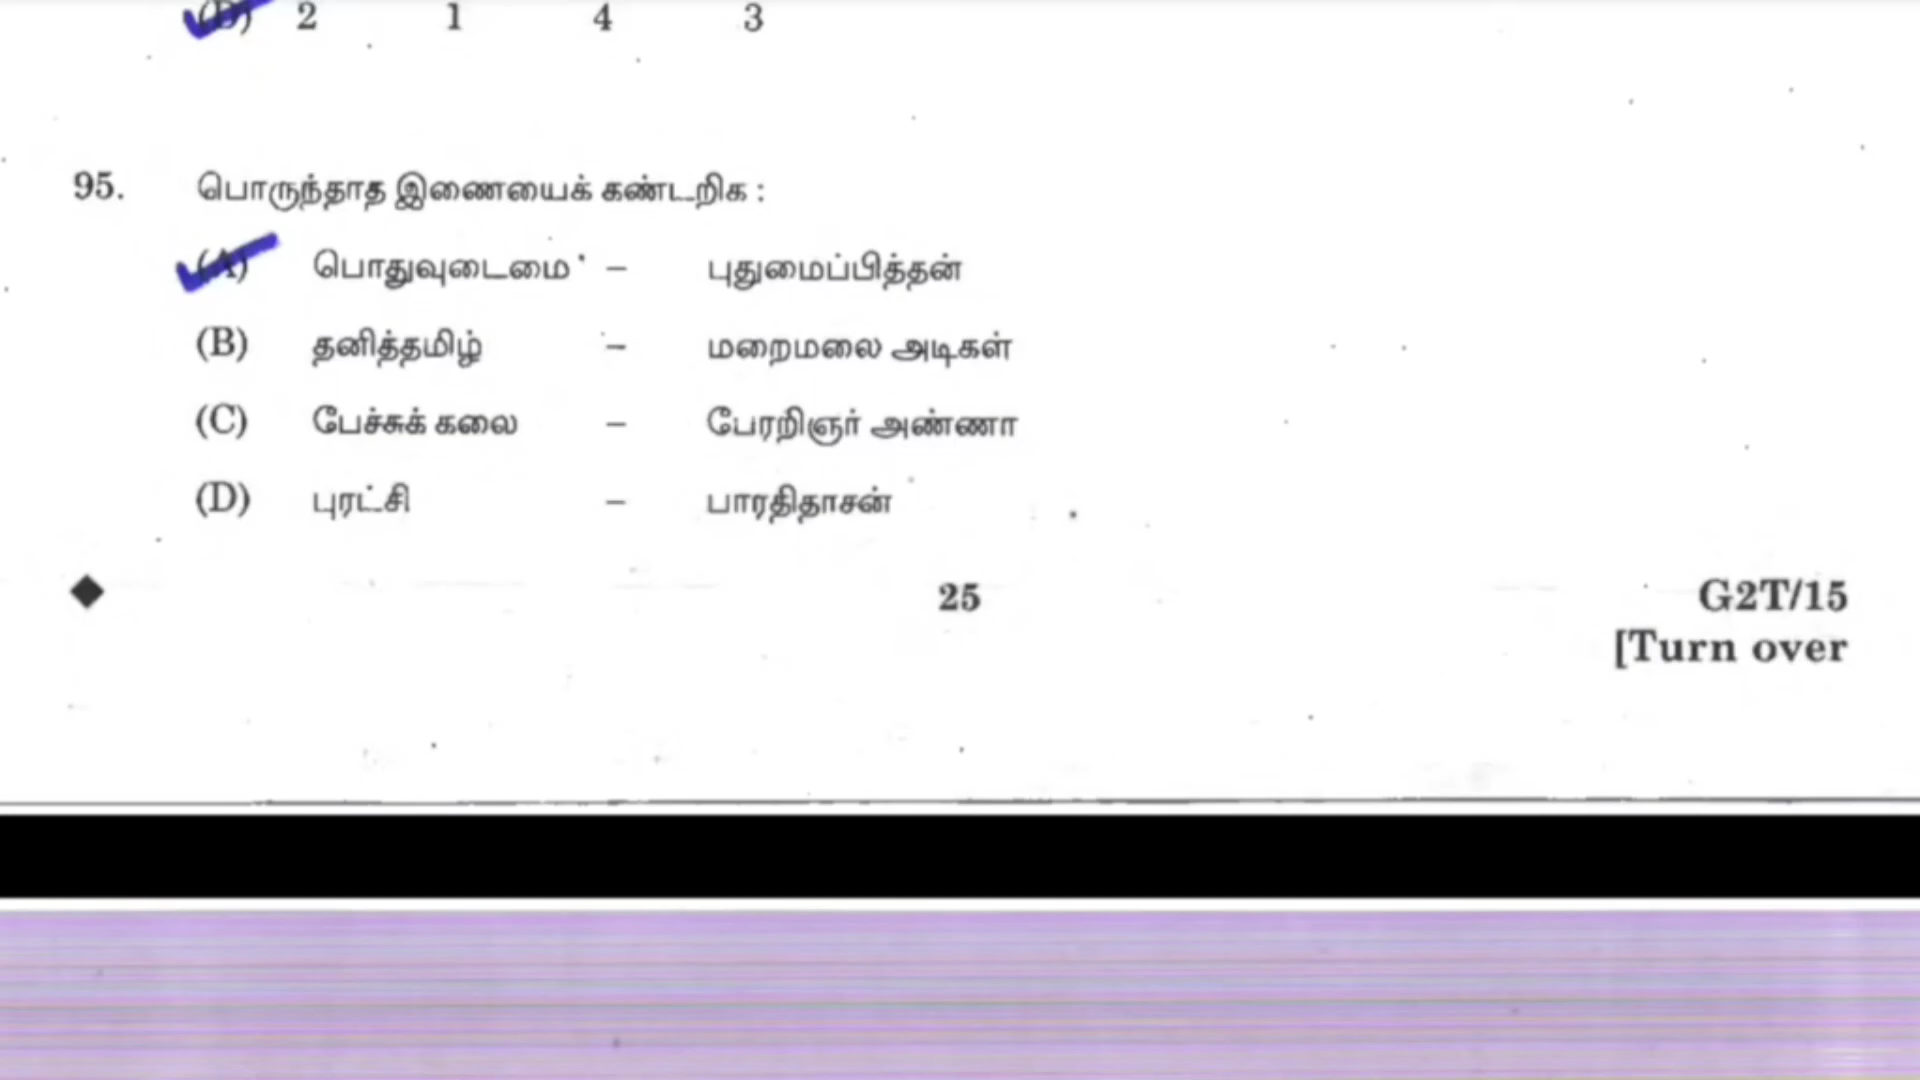 (D) 2 1 4 3
95. பொருந்தாத இணையைக் கண்டறிக :
(A) பொதுவுடைமை – புதுமைப்பித்தன்
(B) தனித்தமிழ் – மறைமலை அடிகள்
(C) பேச்சுக் கலை – பேரறிஞர் அண்ணா
(D) புரட்சி – பாரதிதாசன்
25 G2T/15
[Turn over